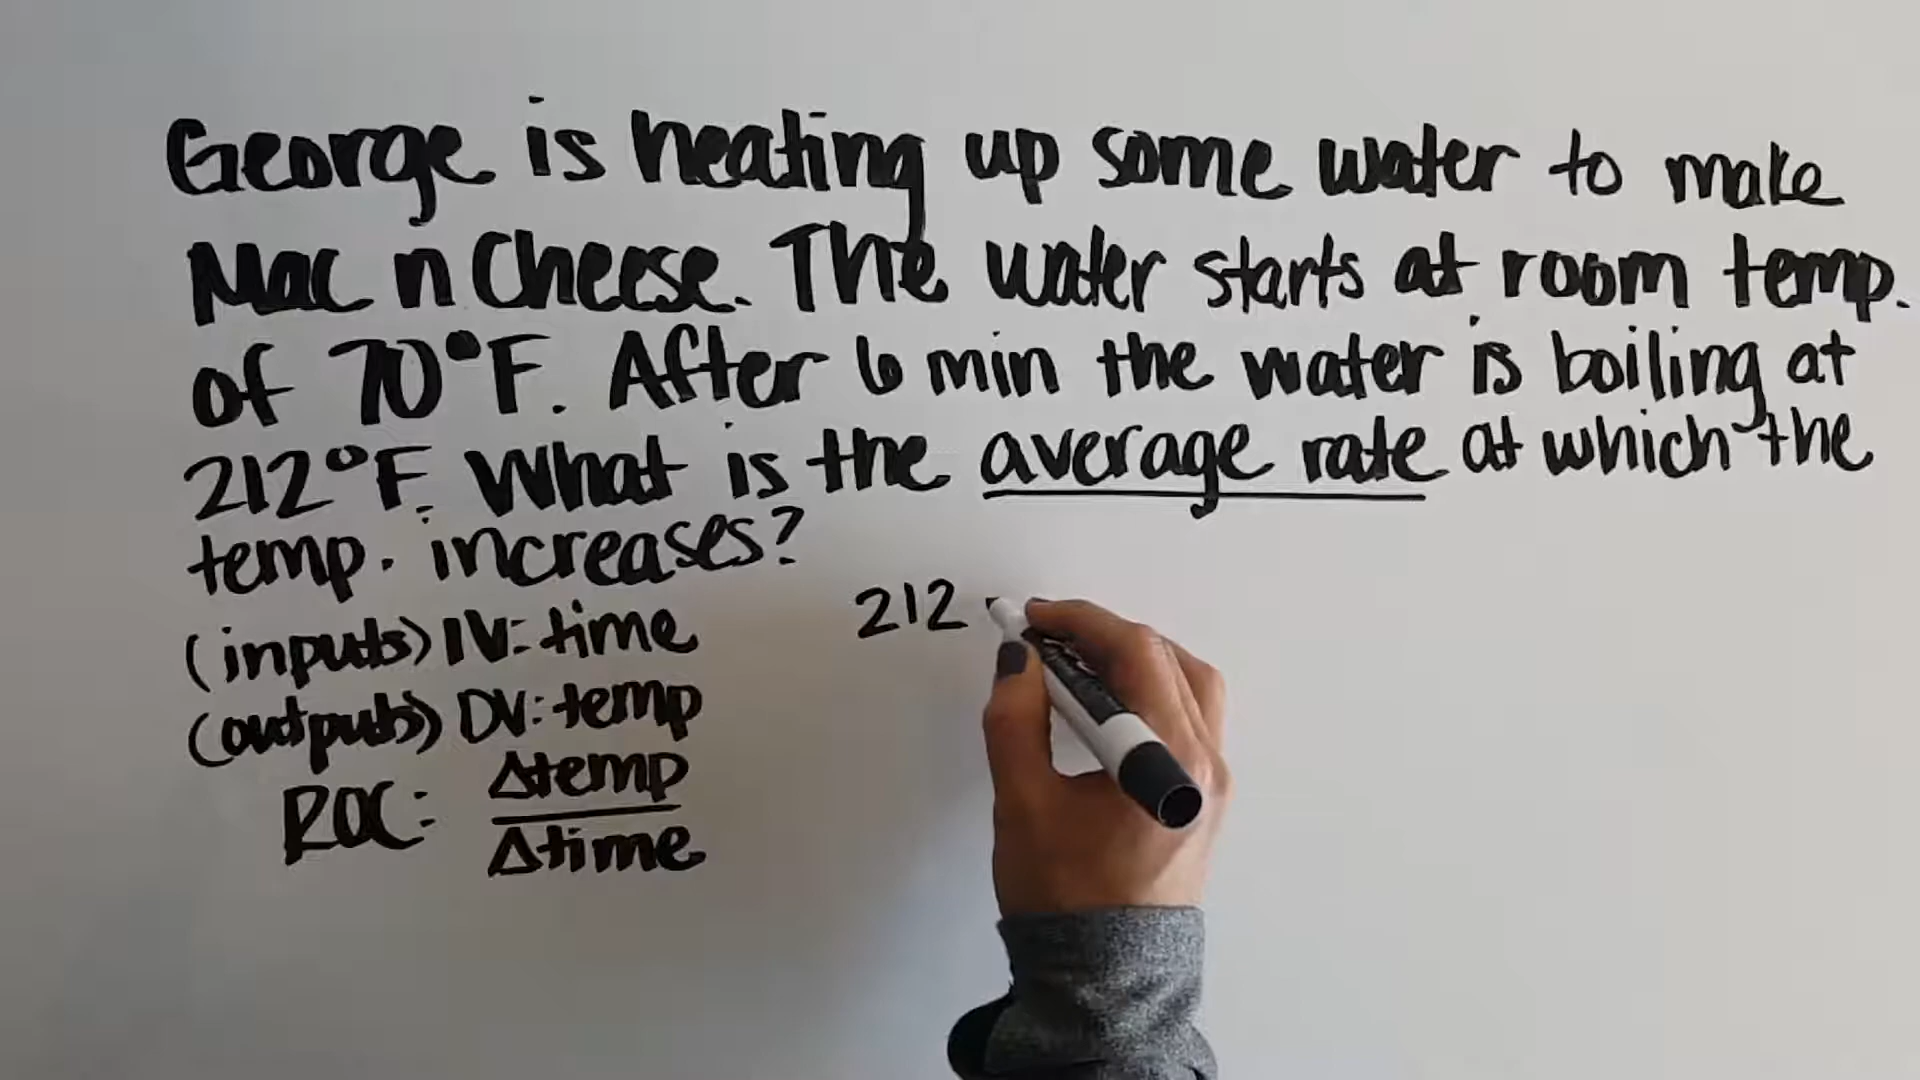 George is heating up some water to make
Mac n Cheese. The water starts at room temp.
of 70°F. After 6 min the water is boiling at
212°F. What is the average rate at which the
temp. increases?
(inputs) IV: time
(outputs) DV: temp
ROC: Δtemp
Δtime
212 -